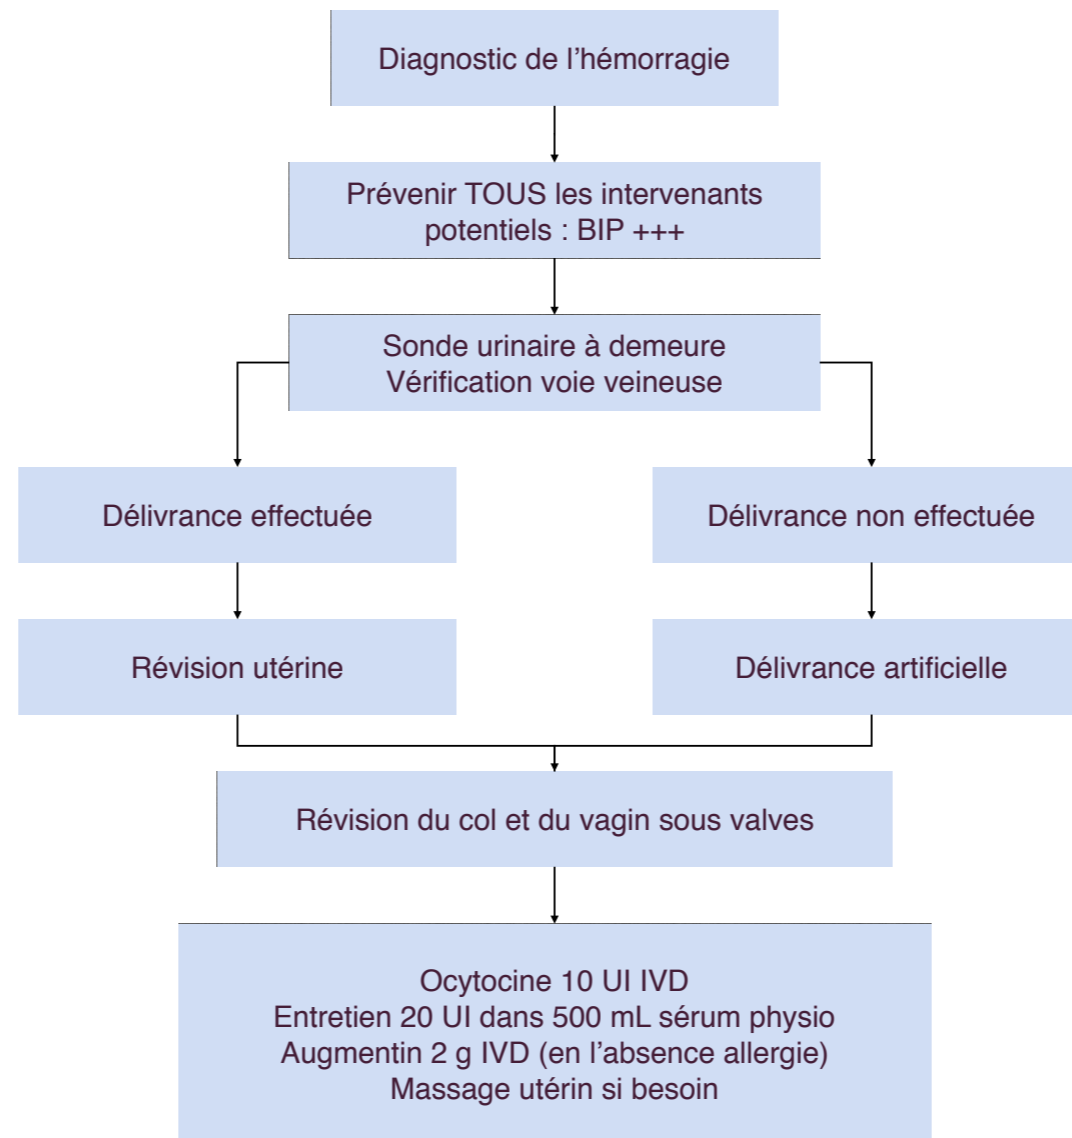 Diagnostic de l’hémorragie
Prévenir TOUS les intervenants
potentiels : BIP +++
Sonde urinaire à demeure
Vérification voie veineuse
Délivrance effectuée
Délivrance non effectuée
Révision utérine
Délivrance artificielle
Révision du col et du vagin sous valves
Ocytocine 10 UI IVD
Entretien 20 UI dans 500 mL sérum physio
Augmentin 2 g IVD (en l’absence allergie)
Massage utérin si besoin